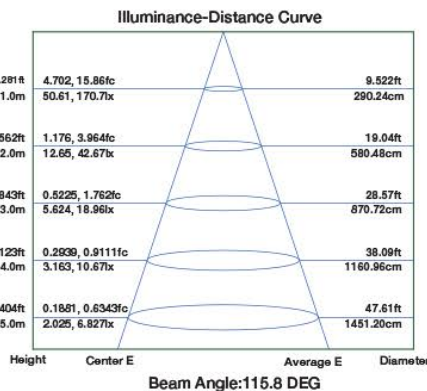 Illuminance-Distance Curve
.281ft 4.702, 15.86fc 9.522ft
1.0m 50.61, 170.7lx 290.24cm
562ft 1.176, 3.964fc 19.04ft
2.0m 12.65, 42.67lx 580.48cm
843ft 0.5225, 1.762fc 28.57ft
3.0m 5.624, 18.96lx 870.72cm
123ft 0.2939, 0.9111fc 38.09ft
4.0m 3.163, 10.67lx 1160.96cm
404ft 0.1881, 0.6343fc 47.61ft
5.0m 2.025, 6.827lx 1451.20cm
Height Center E Average E Diameter
Beam Angle:115.8 DEG